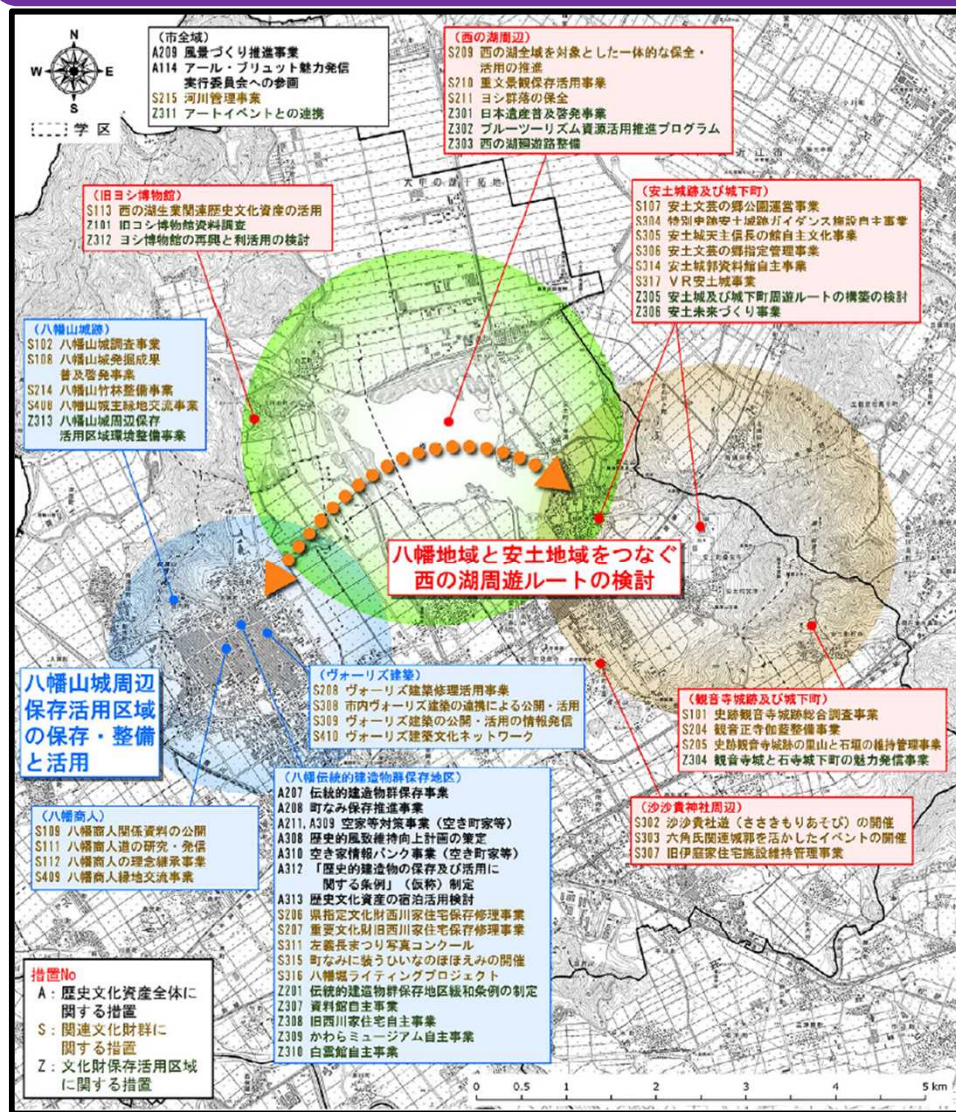 N
W E
S
学区
(市全域)
A209 風景づくり推進事業
A114 アール・ブリュット魅力発信
実行委員会への参画
S215 河川管理事業
Z311 アートイベントとの連携
(西の湖周辺)
S209 西の湖全域を対象とした一体的な保全・
活用の推進
S210 重文景観保存活用事業
S211 ヨシ群落の保全
Z301 日本遺産普及啓発事業
Z302 ブルーツーリズム資源活用推進プログラム
Z303 西の湖廻遊路整備
(旧ヨシ博物館)
S113 西の湖生業関連歴史文化資産の活用
Z101 旧ヨシ博物館資料調査
Z312 ヨシ博物館の再興と利活用の検討
(安土城跡及び城下町)
S107 安土文芸の郷公園運営事業
S304 特別史跡安土城跡ガイダンス施設自主事業
S305 安土城天主信長の館自主文化事業
S306 安土文芸の郷指定管理事業
S314 安土城郭資料館自主事業
S317 VR安土城事業
Z305 安土城及び城下町周遊ルートの構築の検討
Z306 安土未来づくり事業
(八幡山城跡)
S102 八幡山城調査事業
S108 八幡山城発掘成果
普及啓発事業
S214 八幡山竹林整備事業
S408 八幡山城主縁地交流事業
Z313 八幡山城周辺保存
活用区域環境整備事業
大中の湖干拓地
八幡地域と安土地域をつなぐ
西の湖周遊ルートの検討
八幡山城周辺
保存活用区域
の保存・整備
と活用
(ヴォーリズ建築)
S208 ヴォーリズ建築修理活用事業
S308 市内ヴォーリズ建築の連携による公開・活用
S309 ヴォーリズ建築の公開・活用の情報発信
S410 ヴォーリズ建築文化ネットワーク
(観音寺城跡及び城下町)
S101 史跡観音寺城跡総合調査事業
S204 観音正寺伽藍整備事業
S205 史跡観音寺城跡の里山と石垣の維持管理事業
Z304 観音寺城と石寺城下町の魅力発信事業
(八幡商人)
S109 八幡商人関係資料の公開
S111 八幡商人道の研究・発信
S112 八幡商人の理念継承事業
S409 八幡商人縁地交流事業
(八幡伝統的建造物群保存地区)
A207 伝統的建造物群保存事業
A208 町なみ保存推進事業
A211, A309 空家等対策事業(空き町家等)
A308 歴史的風致維持向上計画の策定
A310 空き家情報バンク事業(空き町家等)
A312 「歴史的建造物の保存及び活用に
関する条例」(仮称)制定
A313 歴史文化資産の宿泊活用検討
S206 県指定文化財西川家住宅保存修理事業
S207 重要文化財旧西川家住宅保存修理事業
S311 左義長まつり写真コンクール
S315 町なみに装うひいなのほほえみの開催
S316 八幡堀ライティングプロジェクト
Z201 伝統的建造物群保存地区緩和条例の制定
Z307 資料館自主事業
Z308 旧西川家住宅自主事業
Z309 かわらミュージアム自主事業
Z310 白雲館自主事業
(沙沙貴神社周辺)
S302 沙沙貴社遊(ささきもりあそび)の開催
S303 六角氏関連城郭を活かしたイベントの開催
S307 旧伊庭家住宅施設維持管理事業
措置No
A:歴史文化資産全体に
関する措置
S:関連文化財群に
関する措置
Z:文化財保存活用区域
に関する措置
0 0.5 1 2 3 4 5 km